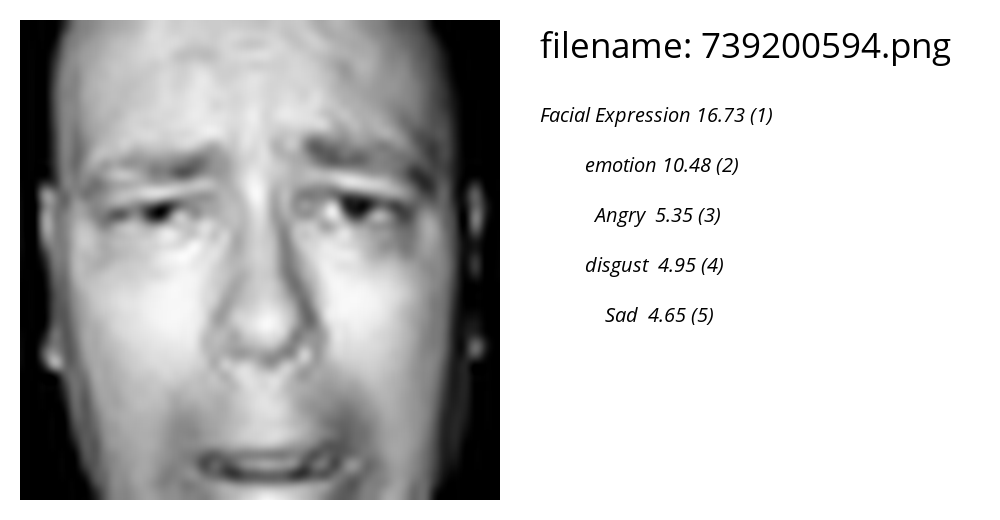 filename: 739200594.png
Facial Expression 16.73 (1)
emotion 10.48 (2)
Angry 5.35 (3)
disgust 4.95 (4)
Sad 4.65 (5)